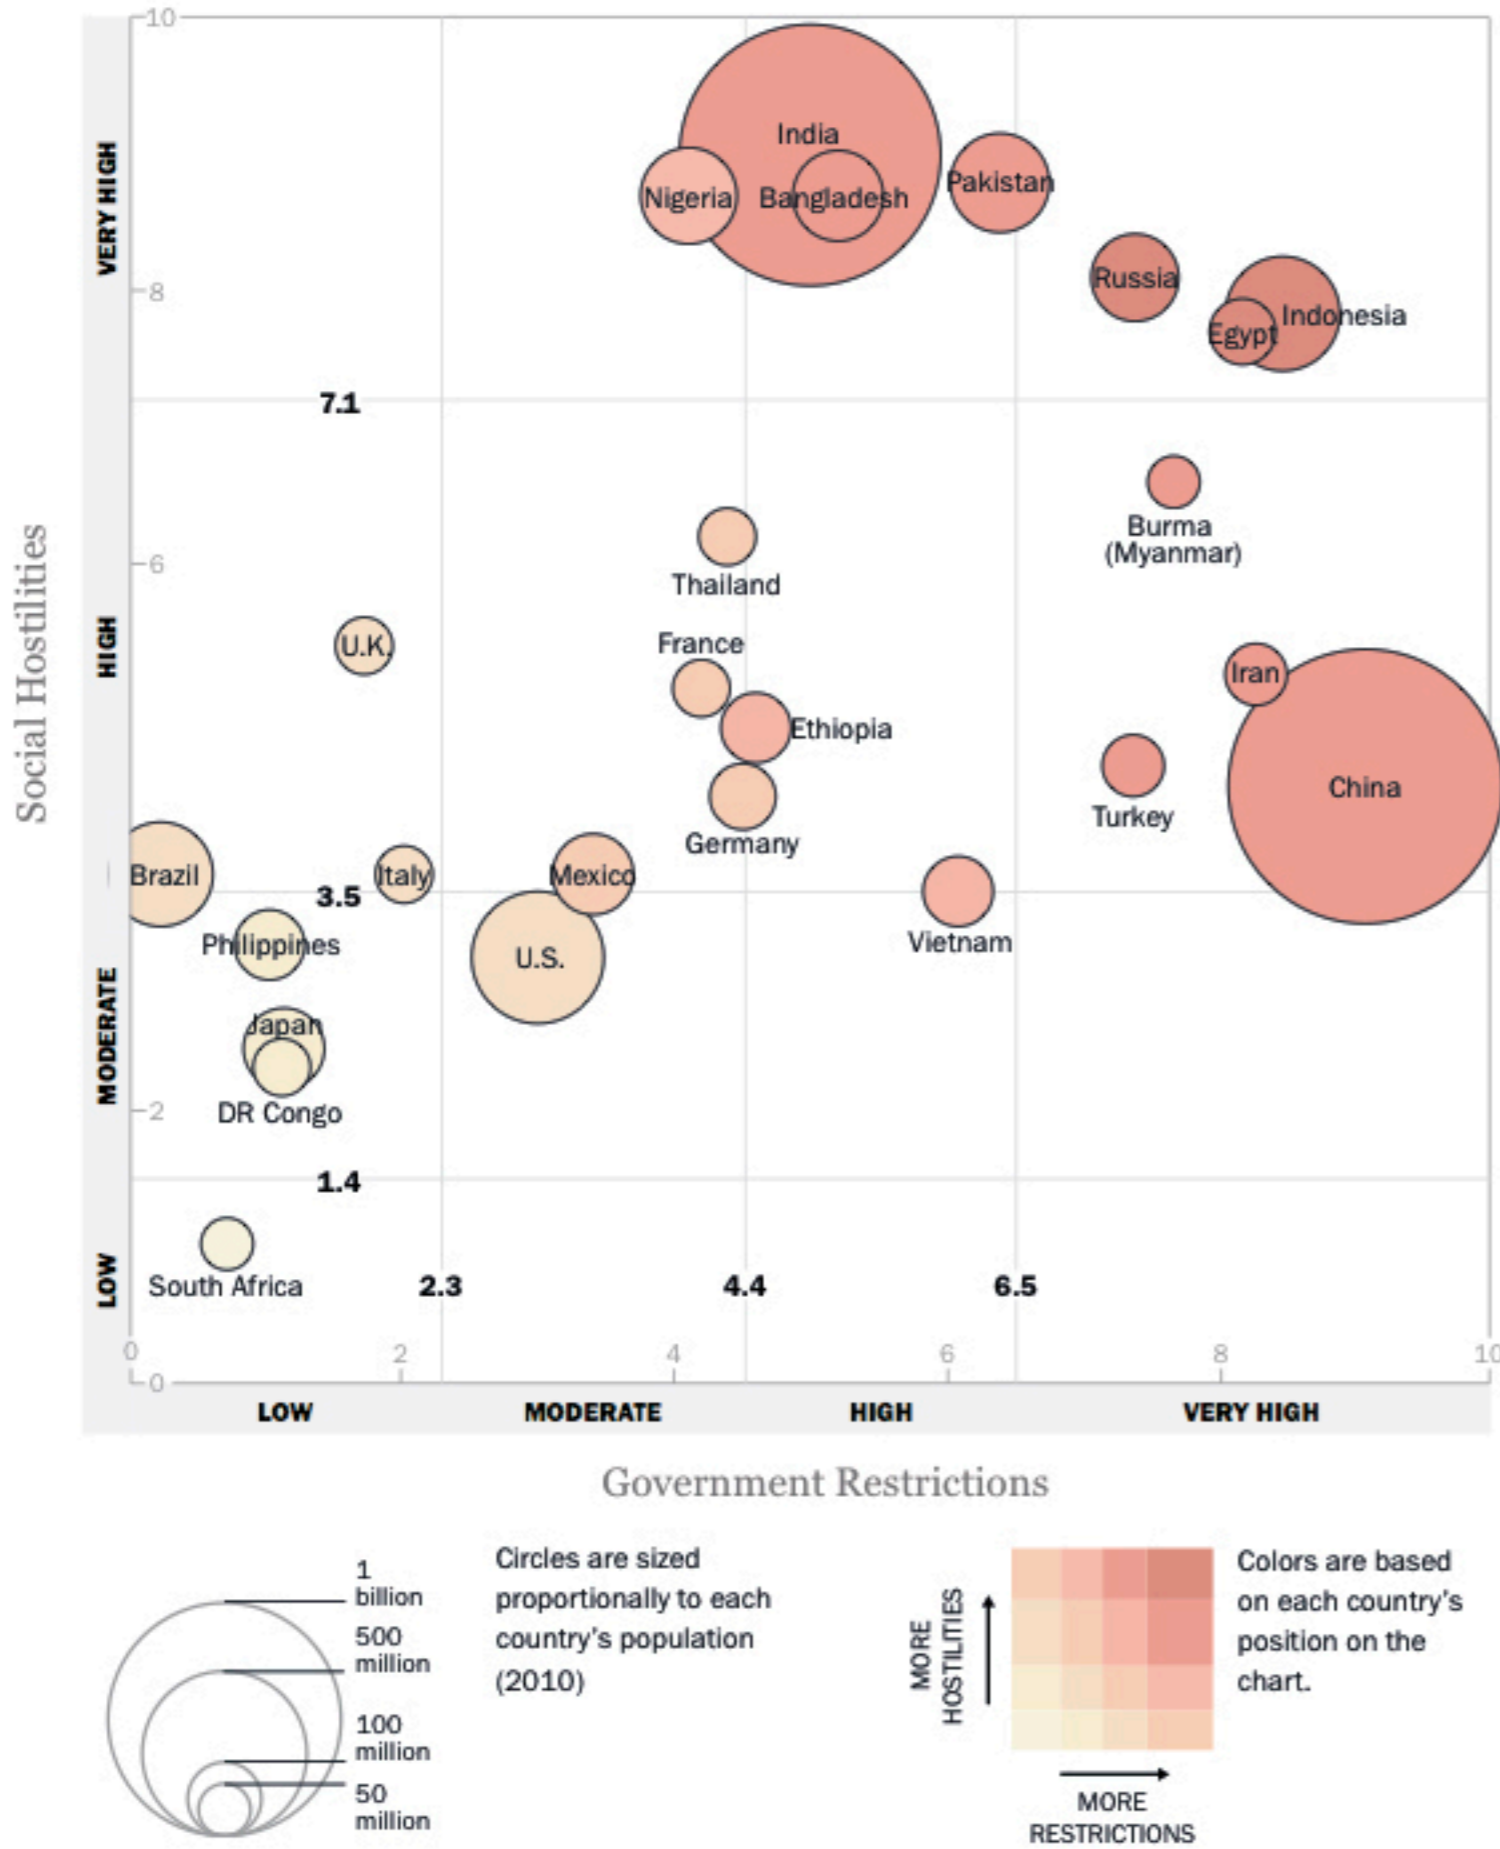 10
VERY HIGH
India
Nigeria
Bangladesh
Pakistan
Russia
8
Indonesia
Egypt
7.1
Burma
(Myanmar)
6
Thailand
Social Hostilities
HIGH
U.K.
France
Iran
Ethiopia
China
Turkey
Germany
Brazil
Italy
Mexico
3.5
Philippines
U.S.
Vietnam
MODERATE
Japan
DR Congo
2
1.4
LOW
South Africa
2.3
4.4
6.5
0
2
4
6
8
10
0
LOW
MODERATE
HIGH
VERY HIGH
Government Restrictions
1
billion
500
million
100
million
50
million
Circles are sized
proportionally to each
country's population
(2010)
MORE
HOSTILITIES
MORE
RESTRICTIONS
Colors are based
on each country's
position on the
chart.